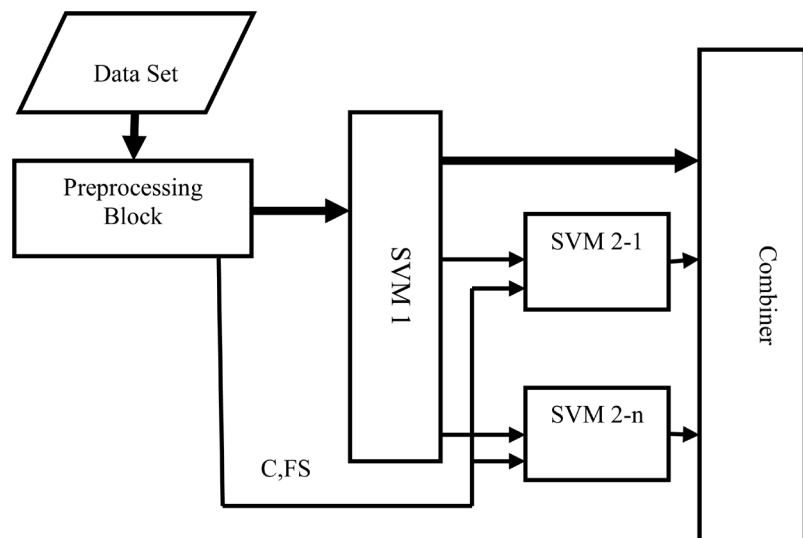 Data Set
Preprocessing
Block
SVM 1
SVM 2-1
SVM 2-n
C,FS
Combiner